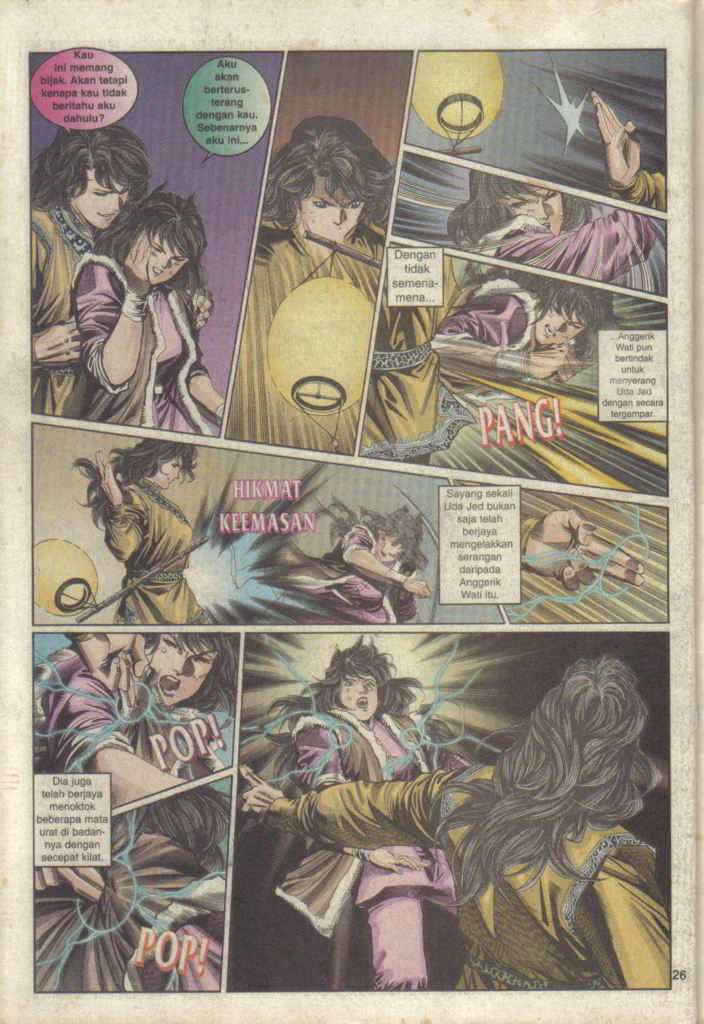 Kau
ini memang
bijak. Akan tetapi
kenapa kau tidak
beritahu aku
dahulu?
Aku
akan
berterus-
terang
dengan kau.
Sebenarnya
aku ini...
Dengan
tidak
semena-
mena...
...Anggerik
Wati pun
bertindak
untuk
menyerang
Uda Jed
dengan secara
tergempar.
PANG!
HIKMAT
KEEMASAN
Sayang sekali
Uda Jed bukan
saja telah
berjaya
mengelakkan
serangan
daripada
Anggerik
Wati itu.
POP!
Dia juga
telah berjaya
menotok
beberapa mata
urat di badan-
nya dengan
secepat kilat.
POP!
26